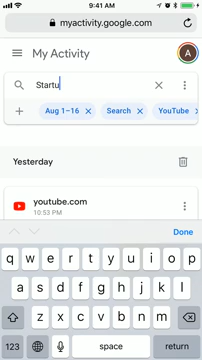 9:41 AM
myactivity.google.com
My Activity
A
Startu
Aug 1–16
Search
YouTube
Yesterday
youtube.com
10:53 PM
Done
q w e r t y u i o p
a s d f g h j k l
z x c v b n m
123
space
return